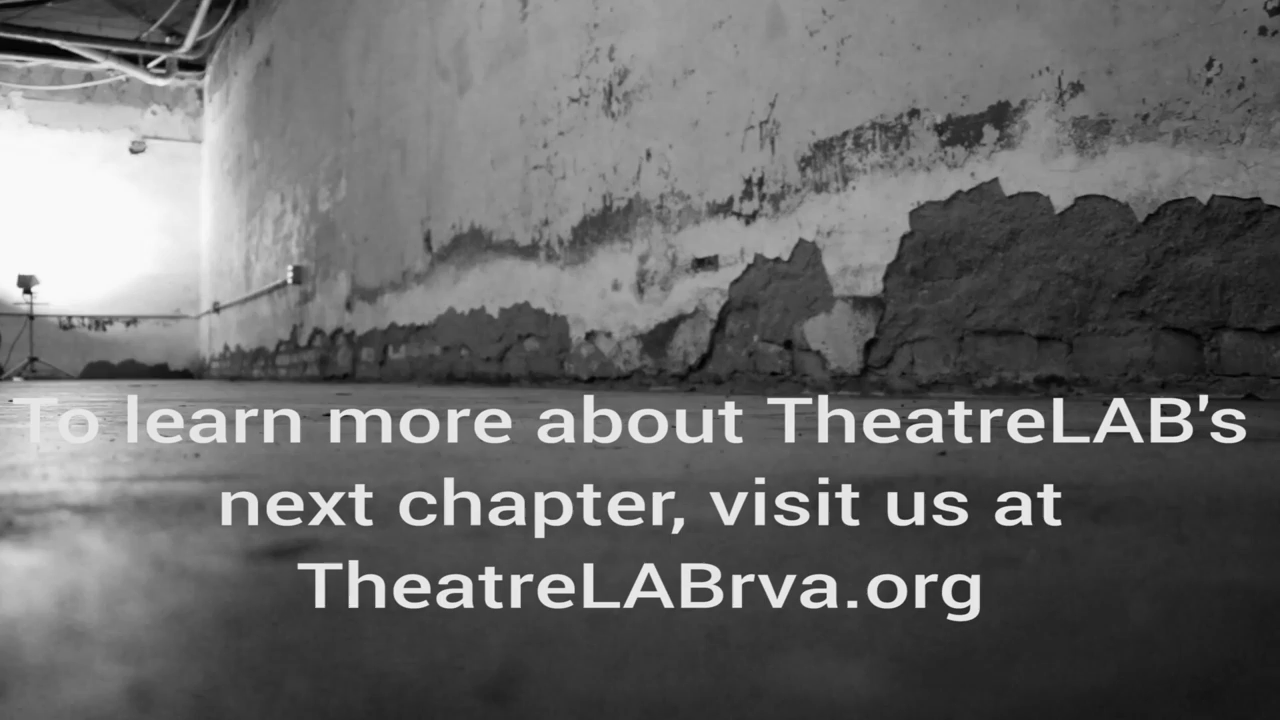 To learn more about TheatreLAB's
next chapter, visit us at
TheatreLABrva.org